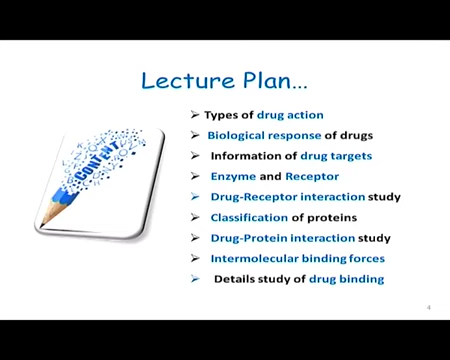 Lecture Plan…
CONTENT
Types of drug action
Biological response of drugs
Information of drug targets
Enzyme and Receptor
Drug-Receptor interaction study
Classification of proteins
Drug-Protein interaction study
Intermolecular binding forces
Details study of drug binding
4